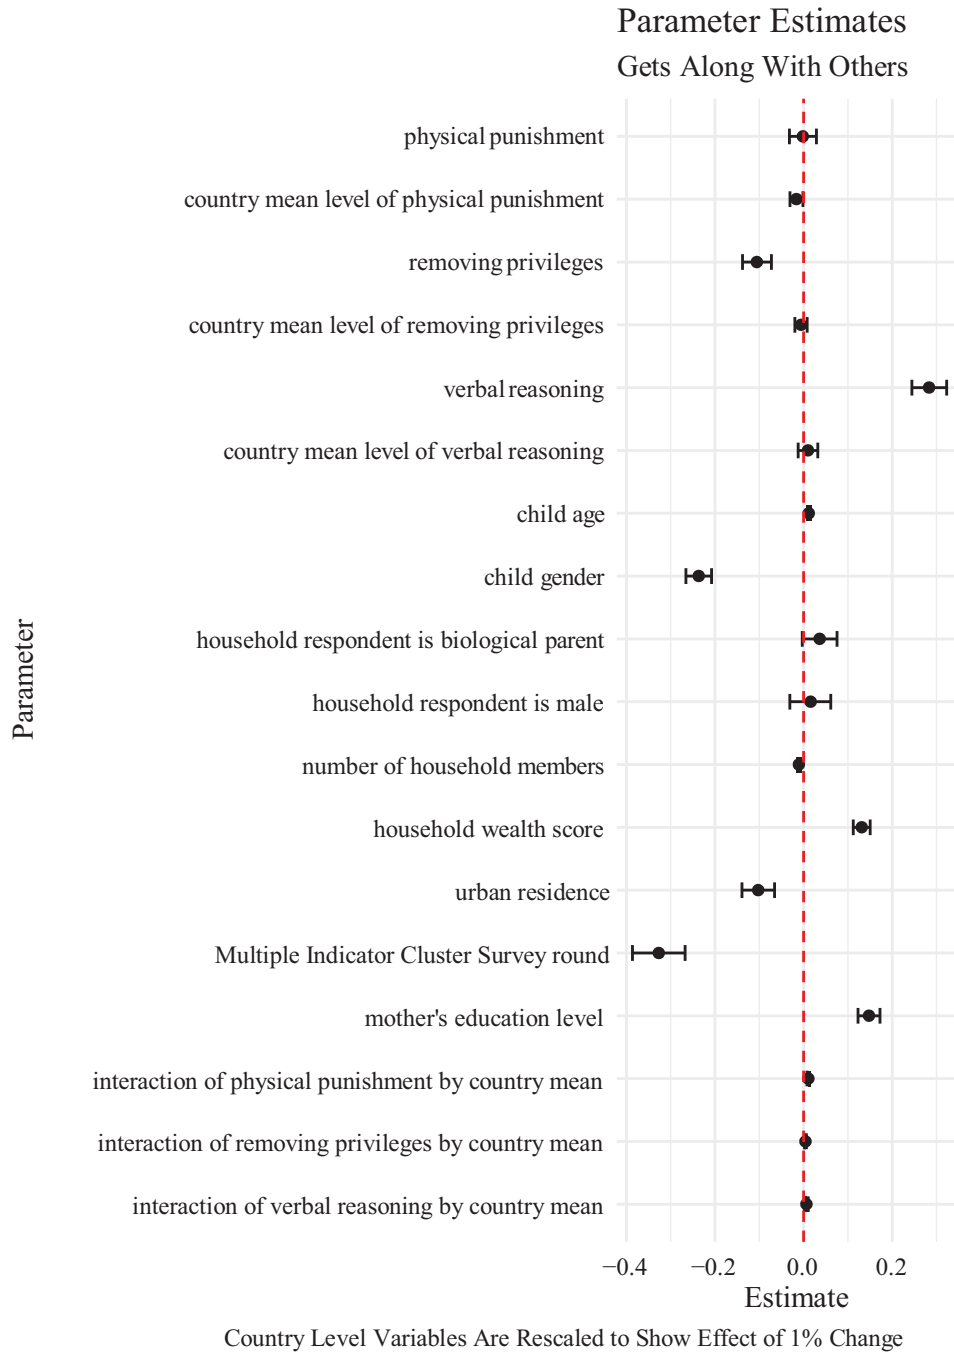 Parameter Estimates
Gets Along With Others
physical punishment
country mean level of physical punishment
removing privileges
country mean level of removing privileges
verbal reasoning
country mean level of verbal reasoning
child age
child gender
household respondent is biological parent
Parameter
household respondent is male
number of household members
household wealth score
urban residence
Multiple Indicator Cluster Survey round
mother's education level
interaction of physical punishment by country mean
interaction of removing privileges by country mean
interaction of verbal reasoning by country mean
−0.4 −0.2 0.0 0.2
Estimate
Country Level Variables Are Rescaled to Show Effect of 1% Change